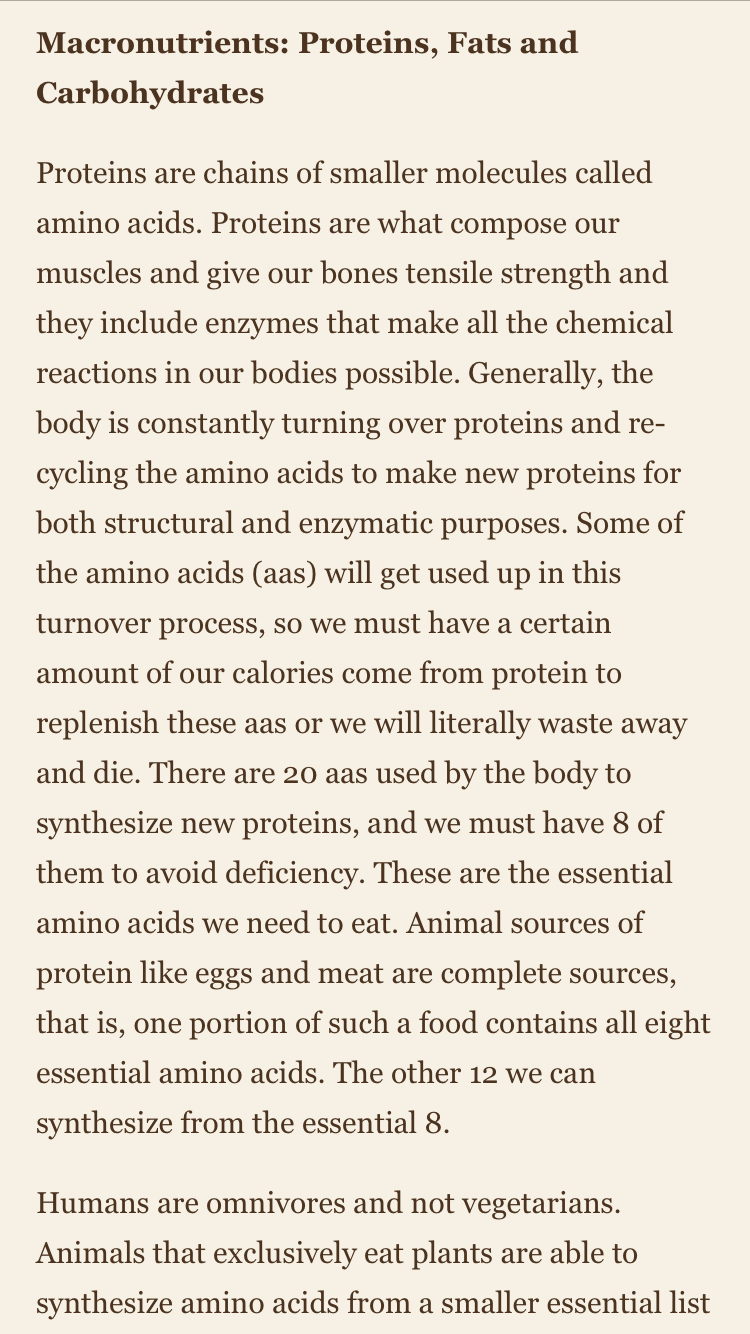 Macronutrients: Proteins, Fats and
Carbohydrates
Proteins are chains of smaller molecules called
amino acids. Proteins are what compose our
muscles and give our bones tensile strength and
they include enzymes that make all the chemical
reactions in our bodies possible. Generally, the
body is constantly turning over proteins and re-
cycling the amino acids to make new proteins for
both structural and enzymatic purposes. Some of
the amino acids (aas) will get used up in this
turnover process, so we must have a certain
amount of our calories come from protein to
replenish these aas or we will literally waste away
and die. There are 20 aas used by the body to
synthesize new proteins, and we must have 8 of
them to avoid deficiency. These are the essential
amino acids we need to eat. Animal sources of
protein like eggs and meat are complete sources,
that is, one portion of such a food contains all eight
essential amino acids. The other 12 we can
synthesize from the essential 8.
Humans are omnivores and not vegetarians.
Animals that exclusively eat plants are able to
synthesize amino acids from a smaller essential list